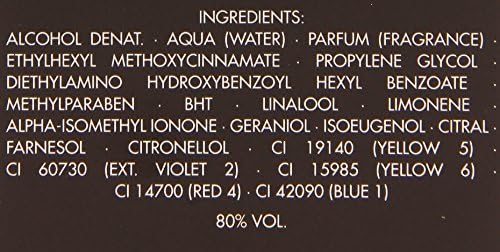 INGREDIENTS:
ALCOHOL DENAT. · AQUA (WATER) · PARFUM (FRAGRANCE)
ETHYLHEXYL METHOXYCINNAMATE · PROPYLENE GLYCOL ·
DIETHYLAMINO HYDROXYBENZOYL HEXYL BENZOATE
METHYLPARABEN · BHT · LINALOOL · LIMONENE
ALPHA-ISOMETHYL IONONE · GERANIOL · ISOEUGENOL · CITRAL
FARNESOL · CITRONELLOL · CI 19140 (YELLOW 5) ·
CI 60730 (EXT. VIOLET 2) · CI 15985 (YELLOW 6) ·
CI 14700 (RED 4) · CI 42090 (BLUE 1)
80% VOL.